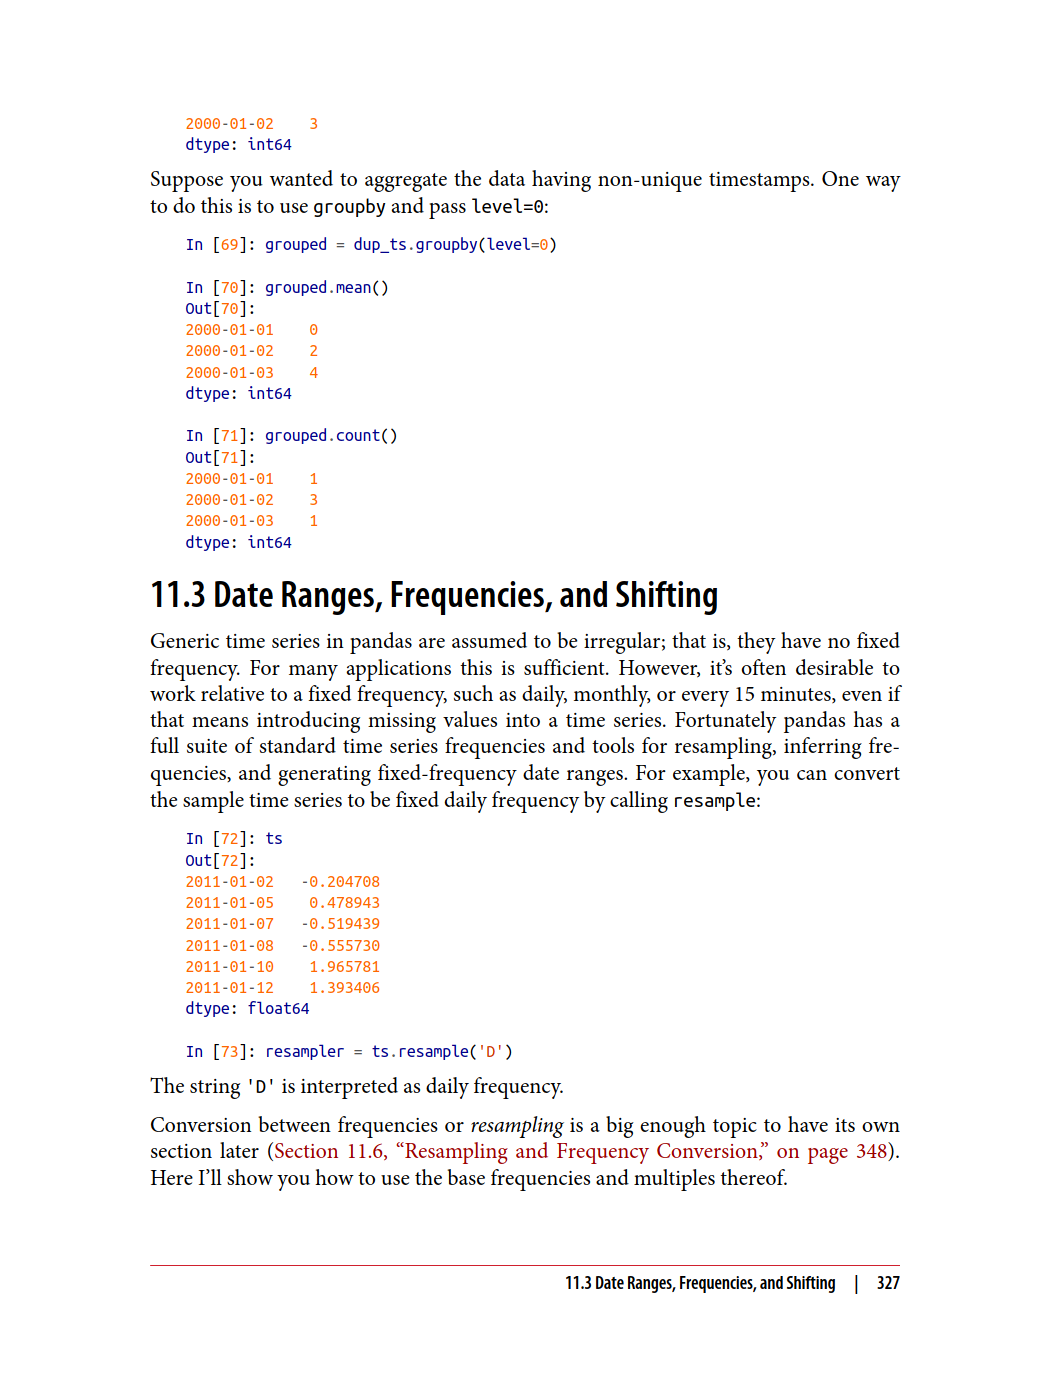 2000-01-02    3
dtype: int64
Suppose you wanted to aggregate the data having non-unique timestamps. One way
to do this is to use groupby and pass level=0:
In [69]: grouped = dup_ts.groupby(level=0)
In [70]: grouped.mean()
Out[70]:
2000-01-01    0
2000-01-02    2
2000-01-03    4
dtype: int64
In [71]: grouped.count()
Out[71]:
2000-01-01    1
2000-01-02    3
2000-01-03    1
dtype: int64
11.3 Date Ranges, Frequencies, and Shifting
Generic time series in pandas are assumed to be irregular; that is, they have no fixed
frequency. For many applications this is sufficient. However, it’s often desirable to
work relative to a fixed frequency, such as daily, monthly, or every 15 minutes, even if
that means introducing missing values into a time series. Fortunately pandas has a
full suite of standard time series frequencies and tools for resampling, inferring fre-
quencies, and generating fixed-frequency date ranges. For example, you can convert
the sample time series to be fixed daily frequency by calling resample:
In [72]: ts
Out[72]:
2011-01-02   -0.204708
2011-01-05    0.478943
2011-01-07   -0.519439
2011-01-08   -0.555730
2011-01-10    1.965781
2011-01-12    1.393406
dtype: float64
In [73]: resampler = ts.resample('D')
The string 'D' is interpreted as daily frequency.
Conversion between frequencies or resampling is a big enough topic to have its own
section later (Section 11.6, “Resampling and Frequency Conversion,” on page 348).
Here I’ll show you how to use the base frequencies and multiples thereof.
11.3 Date Ranges, Frequencies, and Shifting | 327